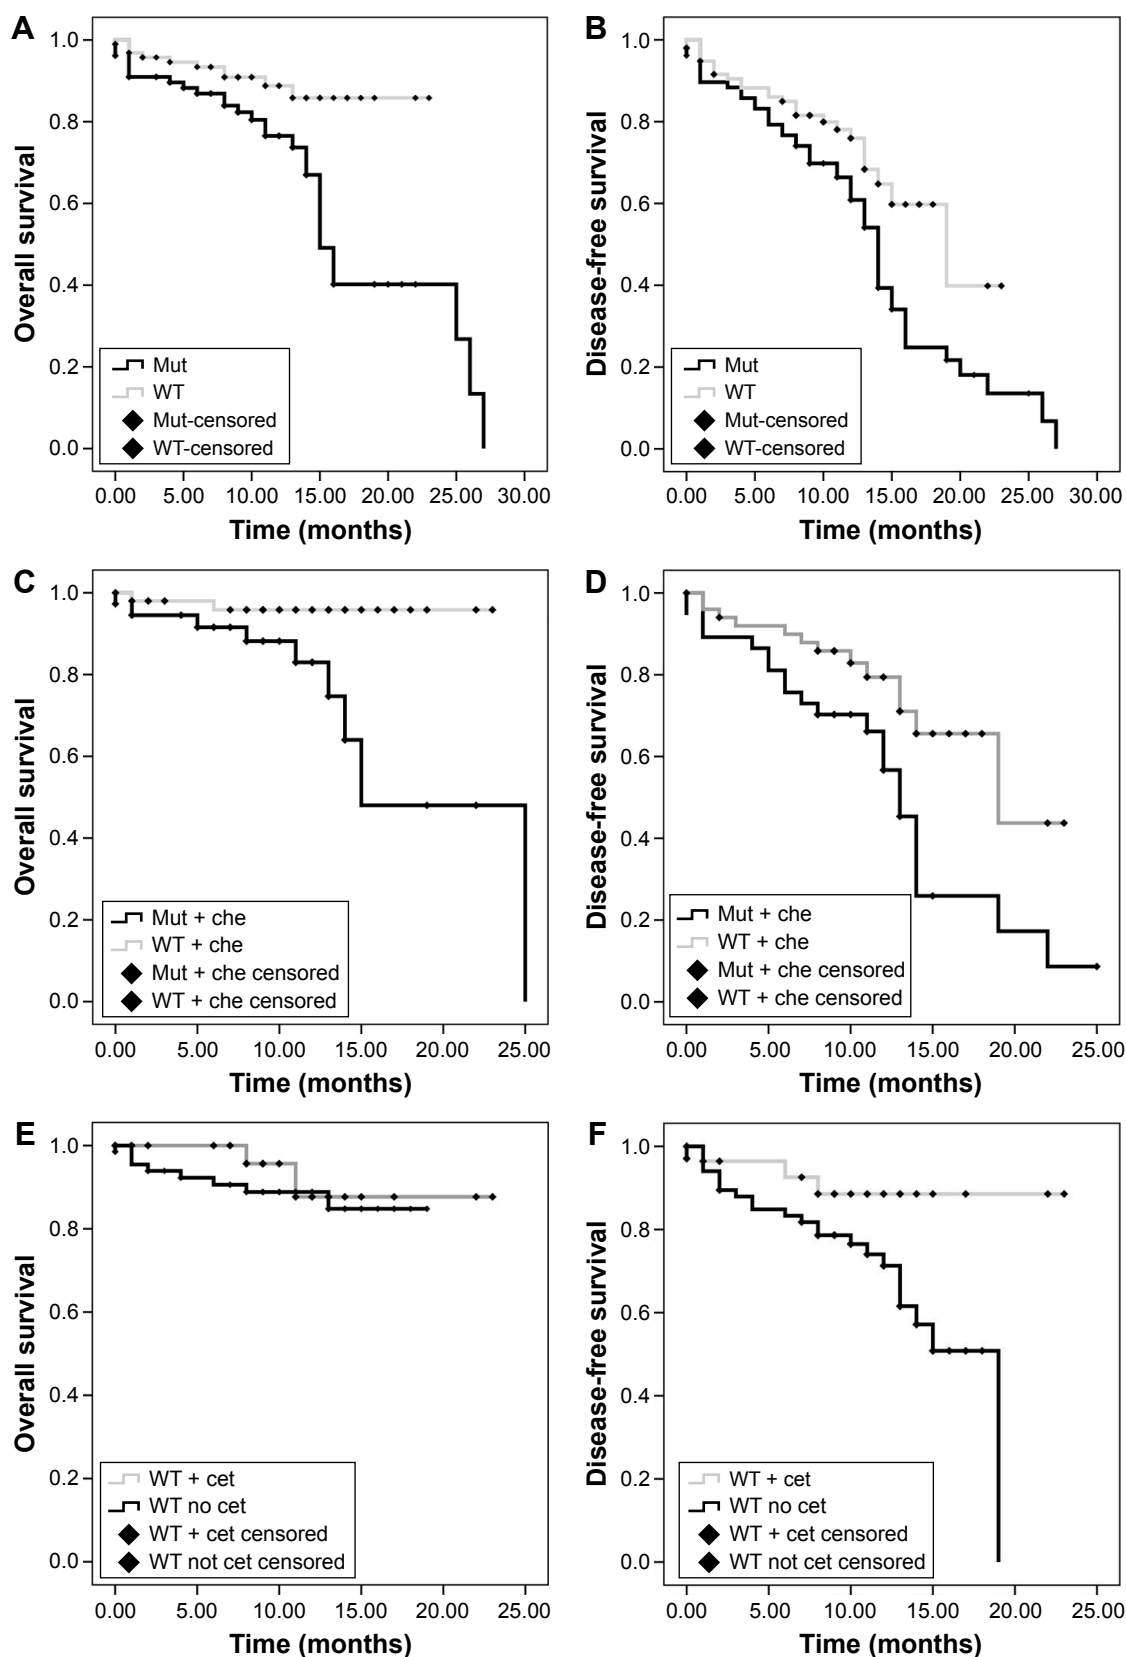 A
Overall survival
1.0
0.8
0.6
0.4
0.2
0.0
Mut
WT
Mut-censored
WT-censored
0.00 5.00 10.00 15.00 20.00 25.00 30.00
Time (months)
B
Disease-free survival
1.0
0.8
0.6
0.4
0.2
0.0
Mut
WT
Mut-censored
WT-censored
0.00 5.00 10.00 15.00 20.00 25.00 30.00
Time (months)
C
Overall survival
1.0
0.8
0.6
0.4
0.2
0.0
Mut + che
WT + che
Mut + che censored
WT + che censored
0.00 5.00 10.00 15.00 20.00 25.00
Time (months)
D
Disease-free survival
1.0
0.8
0.6
0.4
0.2
0.0
Mut + che
WT + che
Mut + che censored
WT + che censored
0.00 5.00 10.00 15.00 20.00 25.00
Time (months)
E
Overall survival
1.0
0.8
0.6
0.4
0.2
0.0
WT + cet
WT no cet
WT + cet censored
WT not cet censored
0.00 5.00 10.00 15.00 20.00 25.00
Time (months)
F
Disease-free survival
1.0
0.8
0.6
0.4
0.2
0.0
WT + cet
WT no cet
WT + cet censored
WT not cet censored
0.00 5.00 10.00 15.00 20.00 25.00
Time (months)